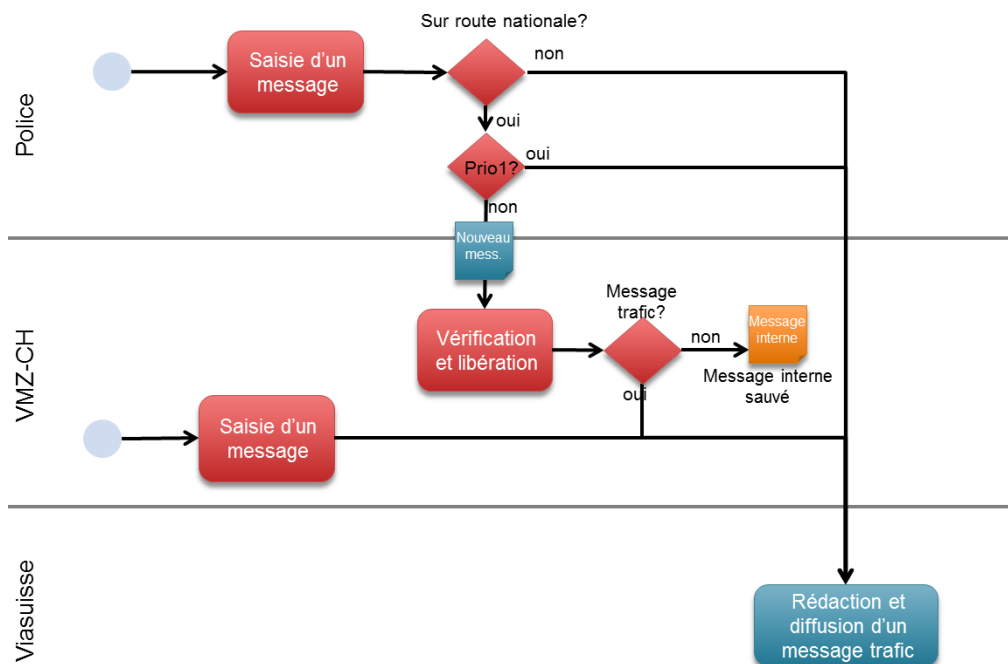 Sur route nationale?
Saisie d'un
message
non
oui
Prio1?
oui
non
Police
Nouveau
mess.
Message
trafic?
Vérification
et libération
non
Message
interne
oui
Message interne
sauvé
VMZ-CH
Saisie d'un
message
Viasuisse
Rédaction et
diffusion d'un
message trafic